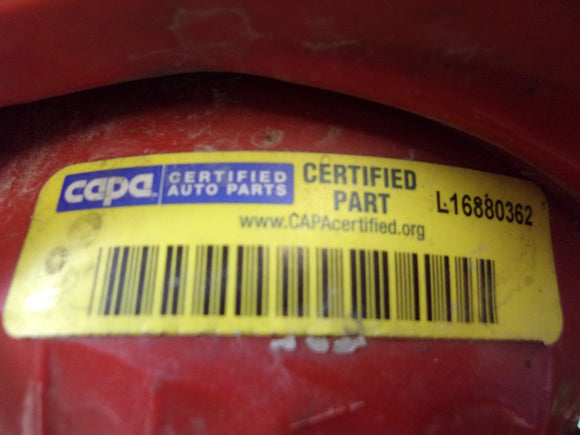 capa. CERTIFIED
AUTO PARTS
CERTIFIED
PART
L16880362
www.CAPAcertified.org